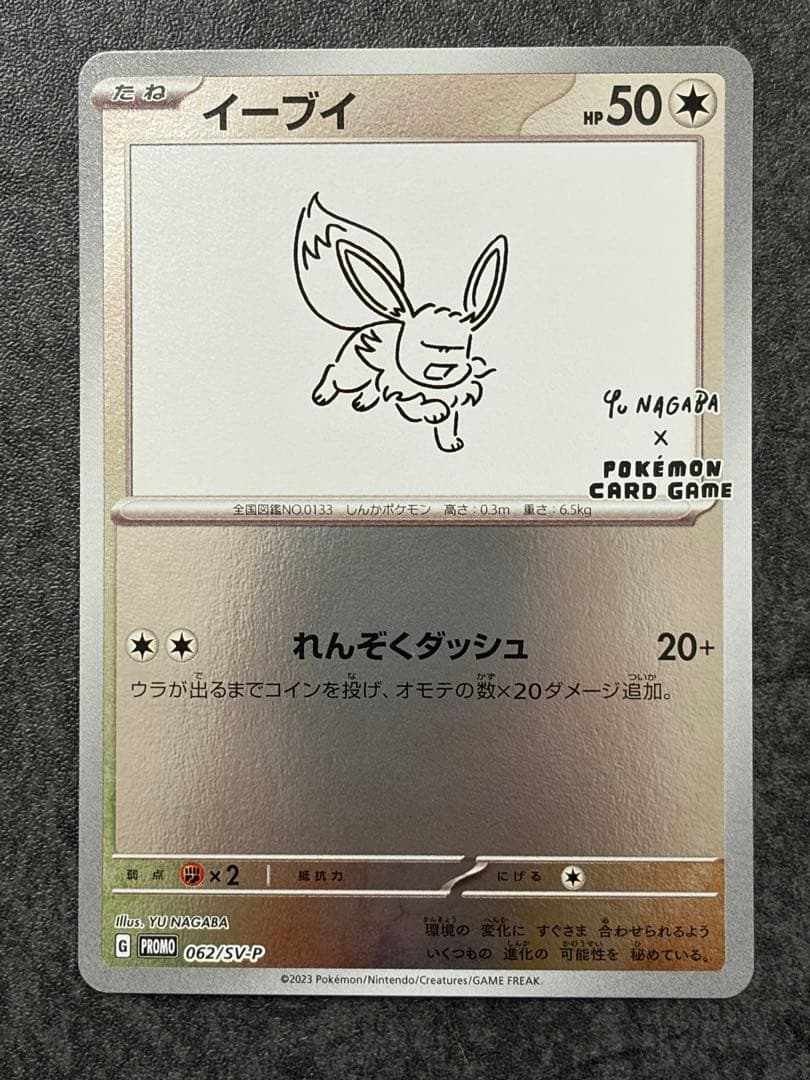 たね イーブイ HP50
YU NAGABA
×
POKÉMON
CARD GAME
全国図鑑NO.0133 しんかポケモン 高さ:0.3m 重さ:6.5kg
れんぞくダッシュ 20+
ウラが出るまでコインを投げ、オモテの数×20ダメージ追加。
弱点 ×2 抵抗力 にげる
Illus. YU NAGABA
G PROMO 062/SV-P
環境の 変化に すぐさま 合わせられるよう
いくつもの 進化の 可能性を 秘めている。
©2023 Pokémon/Nintendo/Creatures/GAME FREAK.